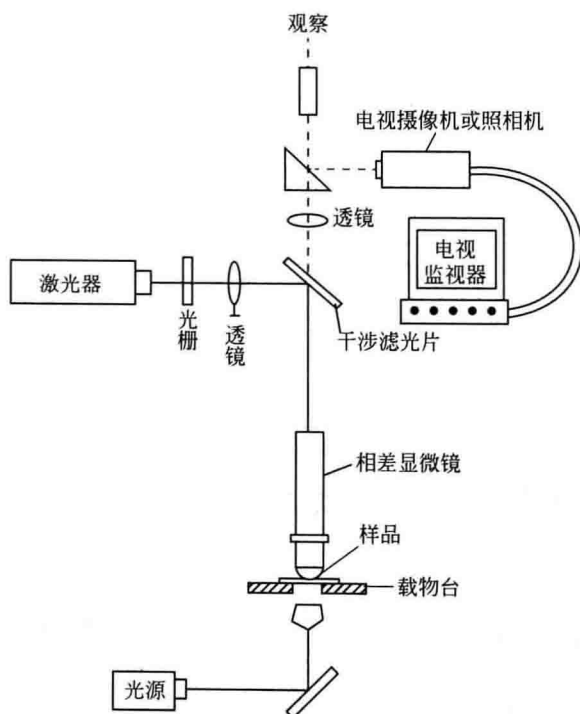 观察
电视摄像机或照相机
透镜
电视
监视器
激光器
光栅
透镜
干涉滤光片
相差显微镜
样品
载物台
光源